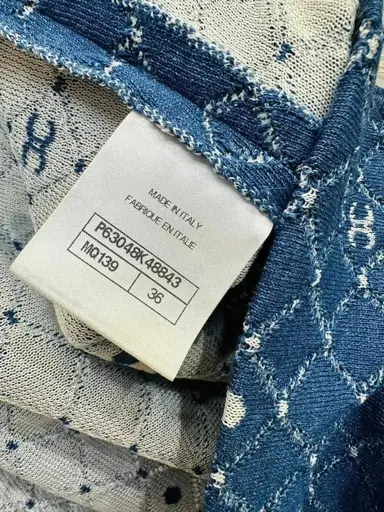 MADE IN ITALY
FABRIQUE EN ITALIE
P63048K48843
MQ139 36